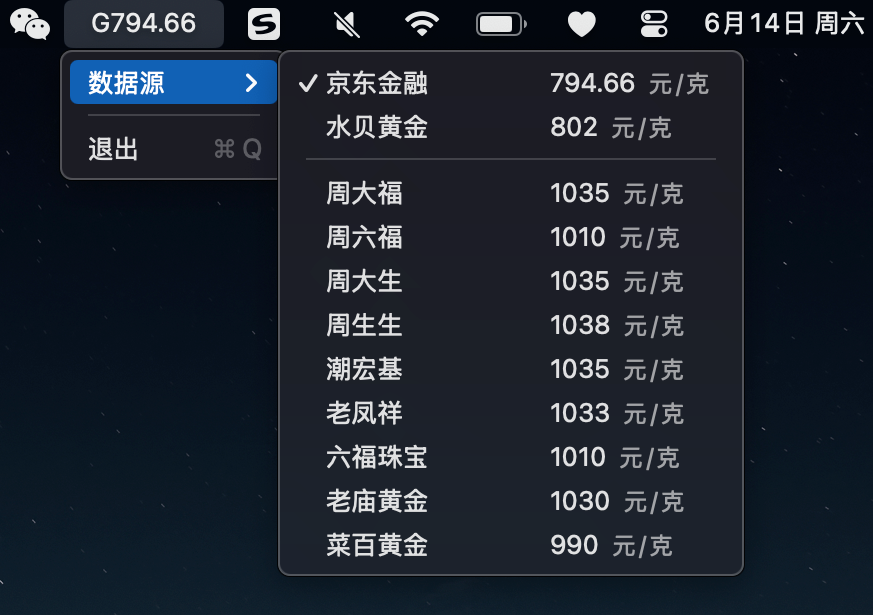 G794.66 6月14日 周六
数据源
退出 ⌘ Q
✓ 京东金融 794.66 元/克
水贝黄金 802 元/克
周大福 1035 元/克
周六福 1010 元/克
周大生 1035 元/克
周生生 1038 元/克
潮宏基 1035 元/克
老凤祥 1033 元/克
六福珠宝 1010 元/克
老庙黄金 1030 元/克
菜百黄金 990 元/克